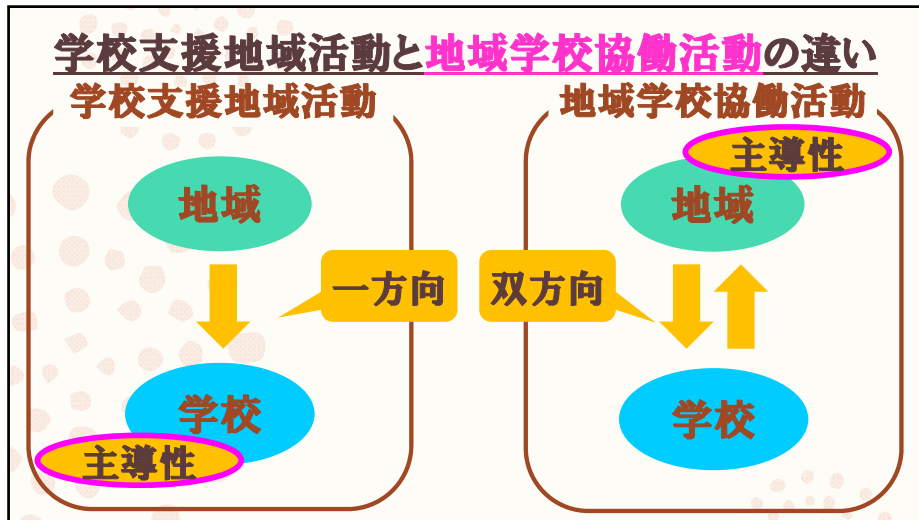 学校支援地域活動と地域学校協働活動の違い
学校支援地域活動
地域
一方向
学校
主導性
地域学校協働活動
主導性
地域
双方向
学校